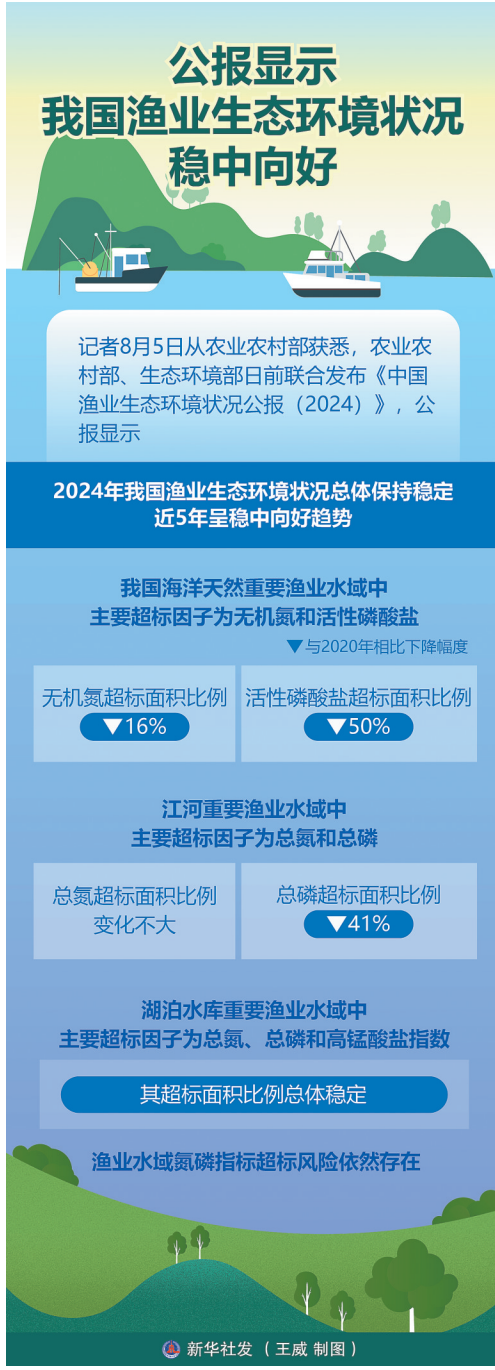 公报显示
我国渔业生态环境状况
稳中向好
记者8月5日从农业农村部获悉，农业农
村部、生态环境部日前联合发布《中国
渔业生态环境状况公报（2024）》，公
报显示
2024年我国渔业生态环境状况总体保持稳定
近5年呈稳中向好趋势
我国海洋天然重要渔业水域中
主要超标因子为无机氮和活性磷酸盐
▼与2020年相比下降幅度
无机氮超标面积比例
▼16%
活性磷酸盐超标面积比例
▼50%
江河重要渔业水域中
主要超标因子为总氮和总磷
总氮超标面积比例
变化不大
总磷超标面积比例
▼41%
湖泊水库重要渔业水域中
主要超标因子为总氮、总磷和高锰酸盐指数
其超标面积比例总体稳定
渔业水域氮磷指标超标风险依然存在
新华社发（王威 制图）